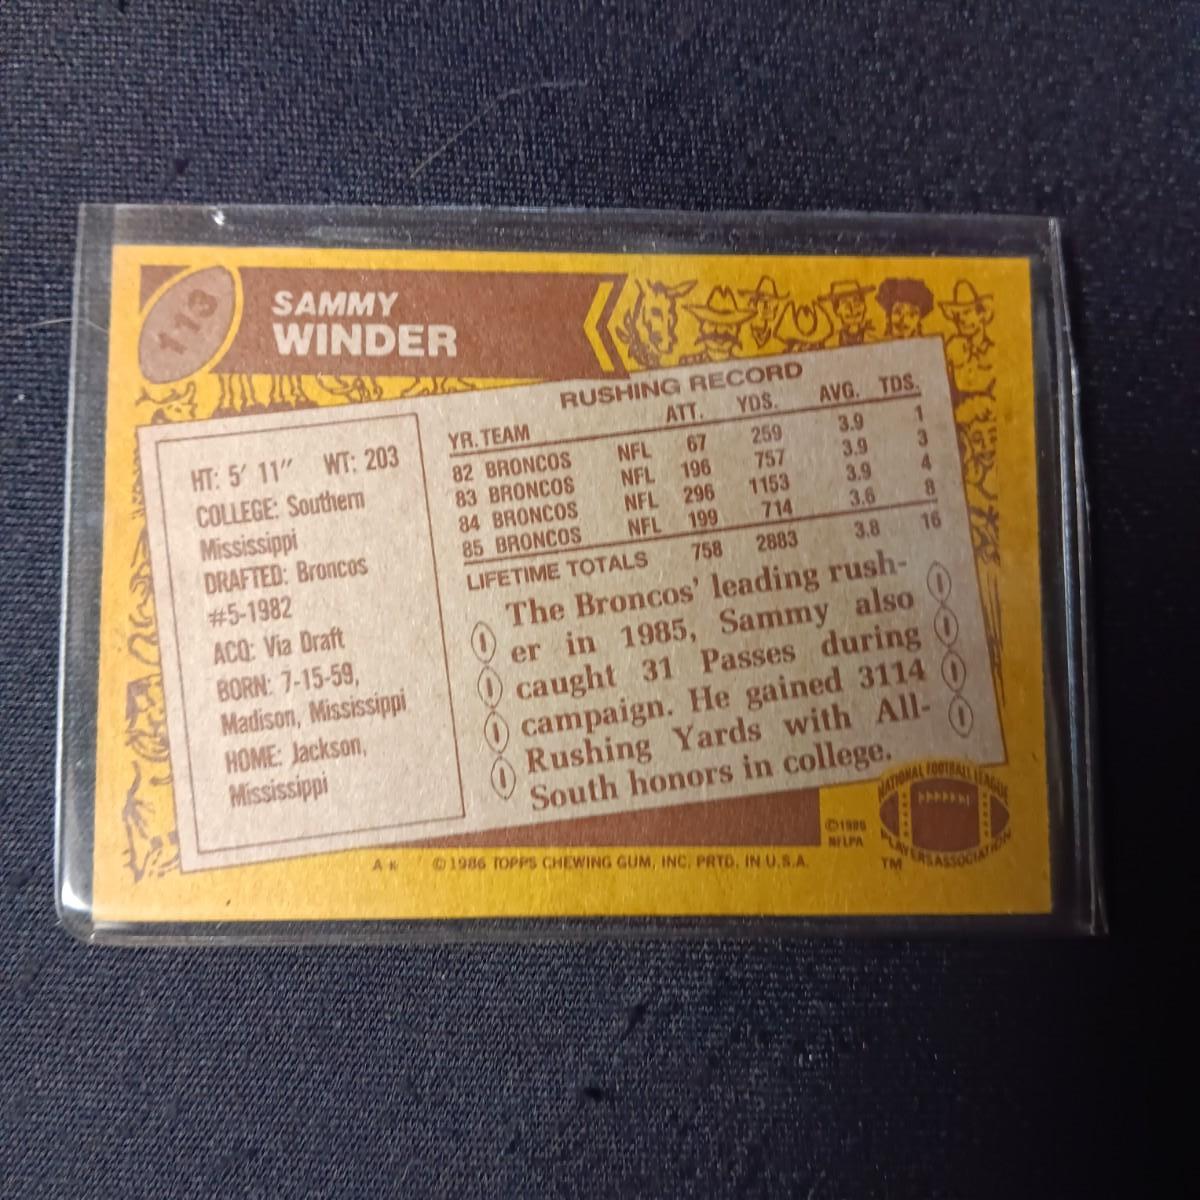 113
SAMMY
WINDER
HT: 5' 11" WT: 203
COLLEGE: Southern
Mississippi
DRAFTED: Broncos
#5-1982
ACQ: Via Draft
BORN: 7-15-59,
Madison, Mississippi
HOME: Jackson,
Mississippi
RUSHING RECORD
YR. TEAM ATT. YDS. AVG. TDS.
82 BRONCOS NFL 67 259 3.9 1
83 BRONCOS NFL 196 757 3.9 3
84 BRONCOS NFL 296 1153 3.9 4
85 BRONCOS NFL 199 714 3.6 8
LIFETIME TOTALS 758 2883 3.8 16
The Broncos' leading rush-
er in 1985, Sammy also
caught 31 Passes during
campaign. He gained 3114
Rushing Yards with All-
South honors in college.
NATIONAL FOOTBALL LEAGUE
PLAYERS ASSOCIATION
TM
©1986
NFLPA
A* ©1986 TOPPS CHEWING GUM, INC. PRTD. IN U.S.A.